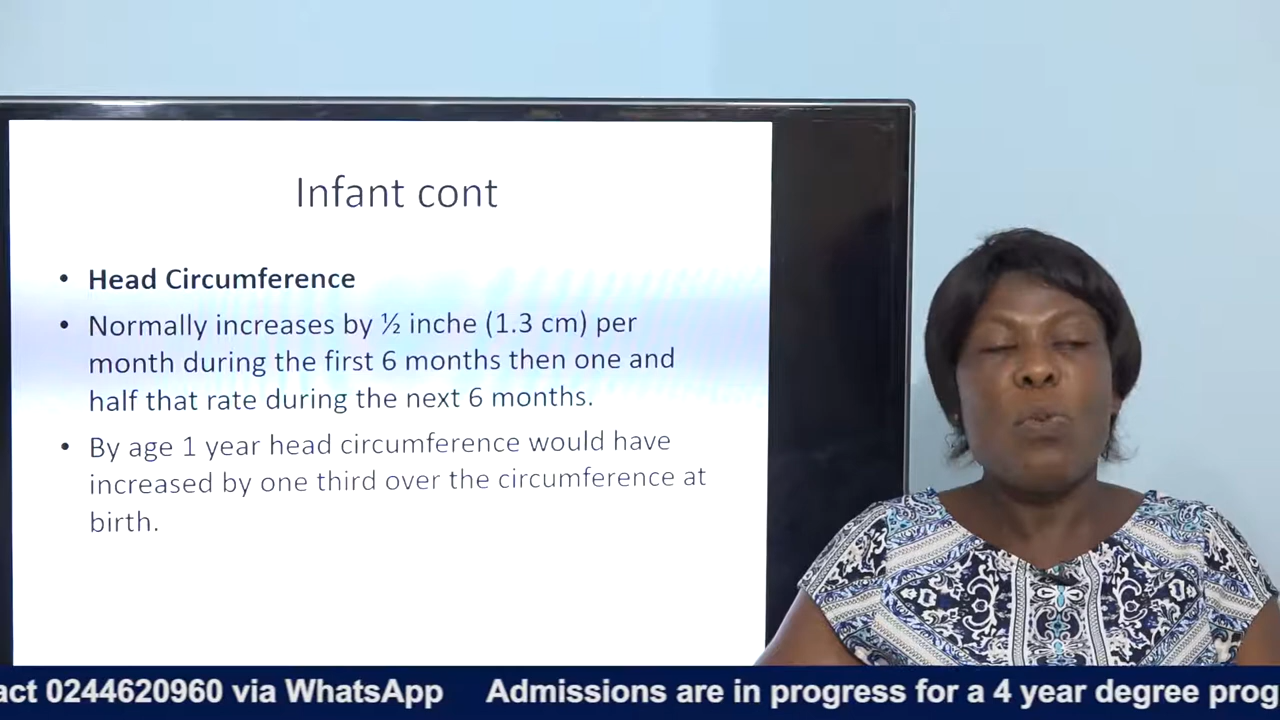 Infant cont
• Head Circumference
• Normally increases by ½ inche (1.3 cm) per
month during the first 6 months then one and
half that rate during the next 6 months.
• By age 1 year head circumference would have
increased by one third over the circumference at
birth.
act 0244620960 via WhatsApp Admissions are in progress for a 4 year degree prog